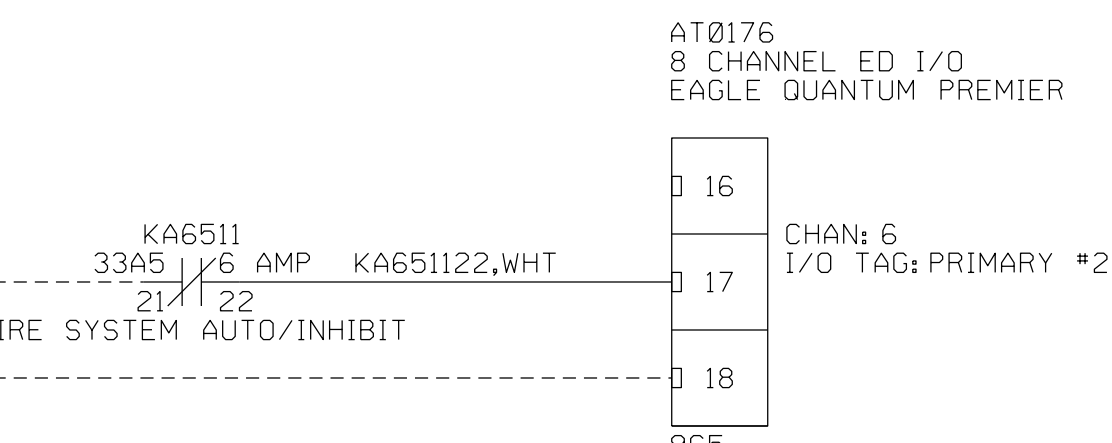 ATØ176
8 CHANNEL ED I/O
EAGLE QUANTUM PREMIER
16
KA6511
33A5 6 AMP KA651122,WHT
CHAN: 6
I/O TAG: PRIMARY #2
17
21 22
IRE SYSTEM AUTO/INHIBIT
18